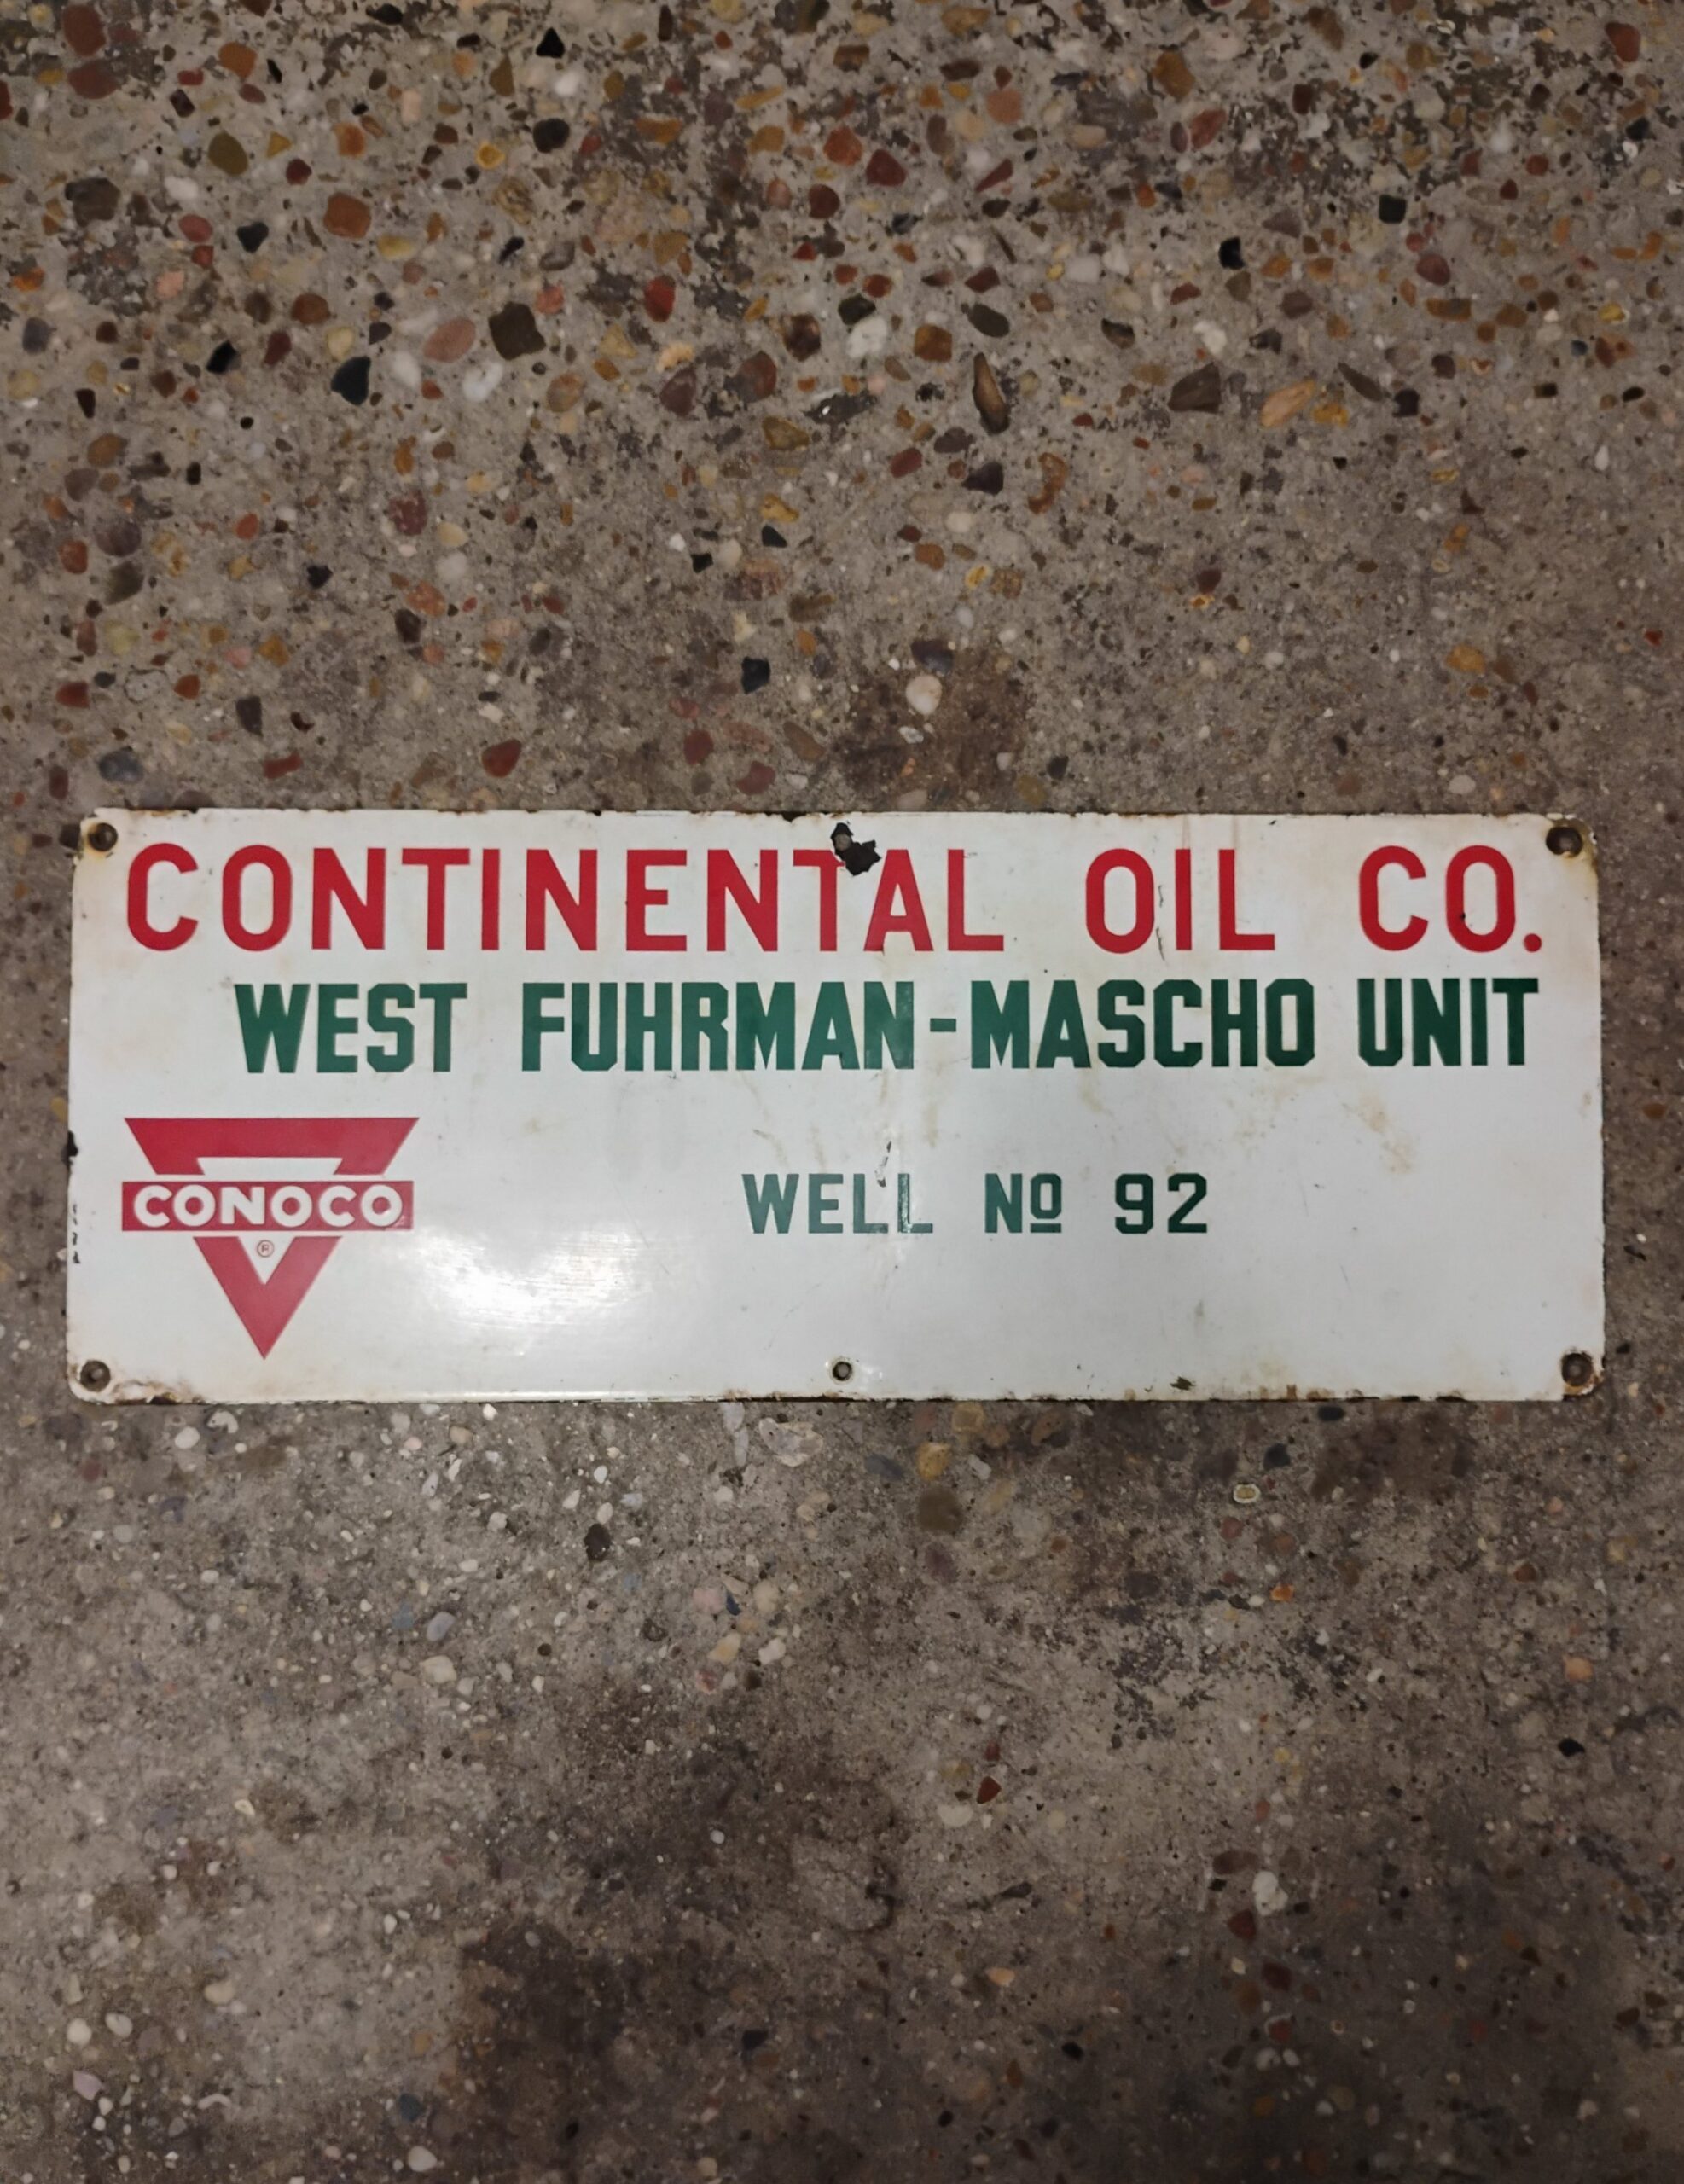 CONTINENTAL OIL CO.
WEST FUHRMAN-MASCHO UNIT
CONOCO
®
WELL Nº 92